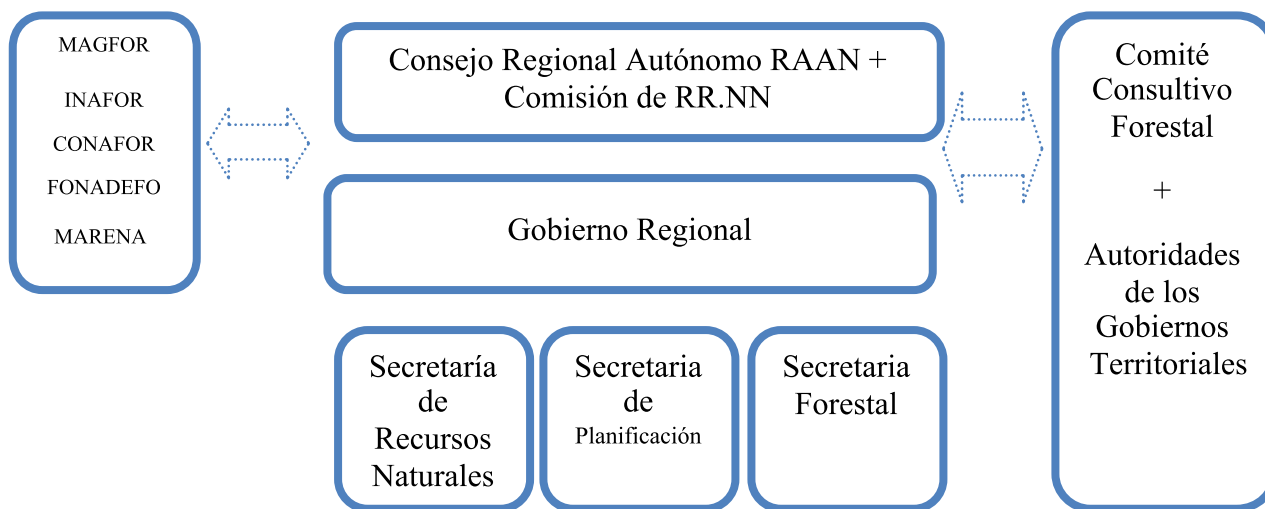 MAGFOR
INAFOR
CONAFOR
FONADEFO
MARENA
Consejo Regional Autónomo RAAN +
Comisión de RR.NN
Gobierno Regional
Secretaría
de
Recursos
Naturales
Secretaria
de
Planificación
Secretaria
Forestal
Comité
Consultivo
Forestal
+
Autoridades
de los
Gobiernos
Territoriales